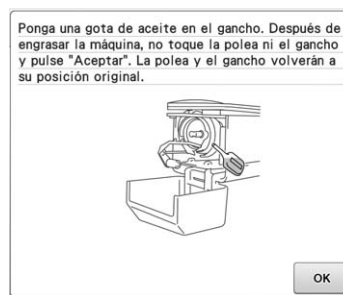 Ponga una gota de aceite en el gancho. Después de
engrasar la máquina, no toque la polea ni el gancho
y pulse "Aceptar". La polea y el gancho volverán a
su posición original.
OK